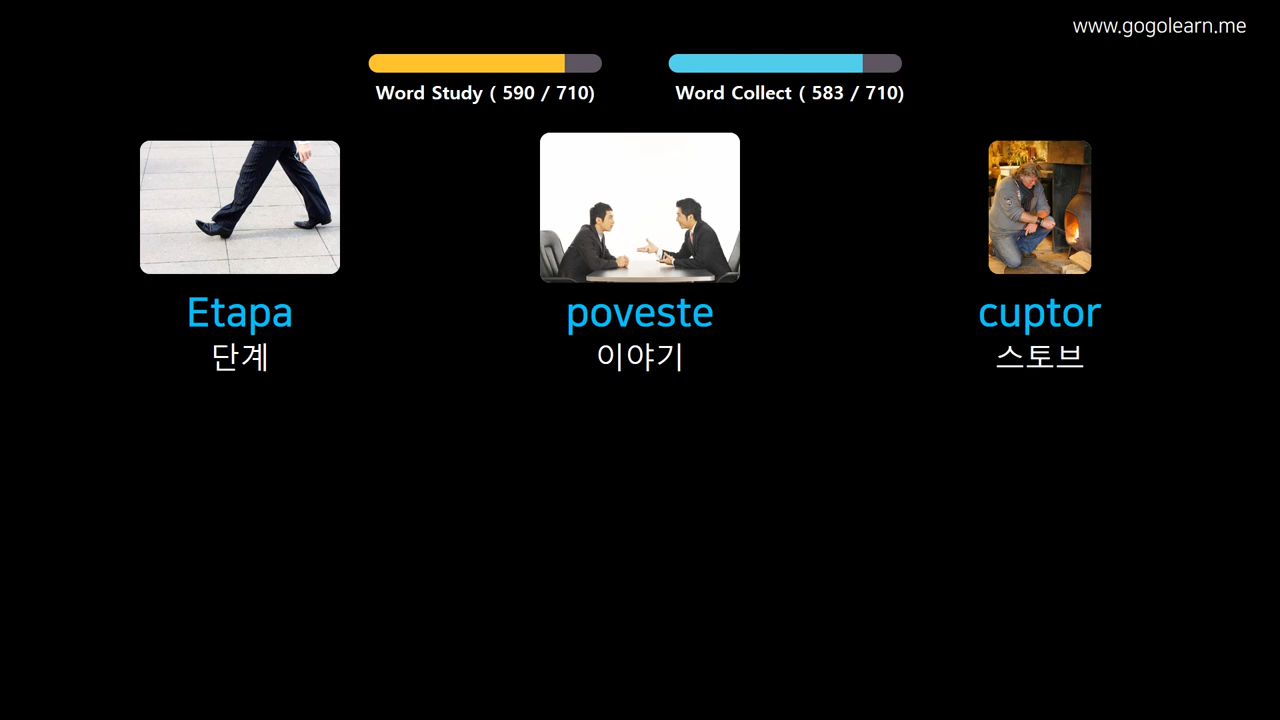 www.gogolearn.me
Word Study ( 590 / 710)
Word Collect ( 583 / 710)
Etapa
poveste
cuptor
단계
이야기
스토브